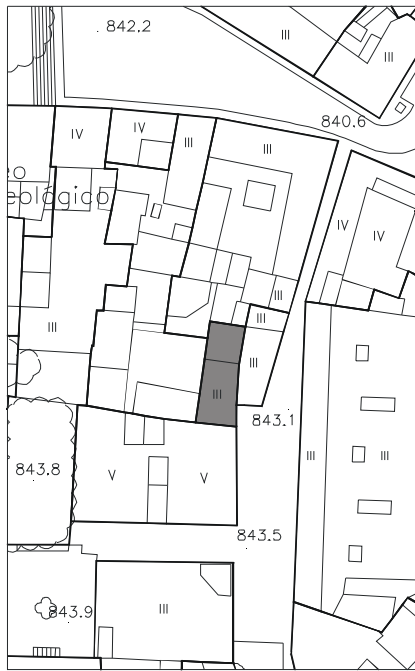 842.2
III
III
840.6
IV
IV
III
III
eo
eológico
IV
IV
III
III
III
III
III
843.1
III
III
843.8
V
V
843.5
843.9
III